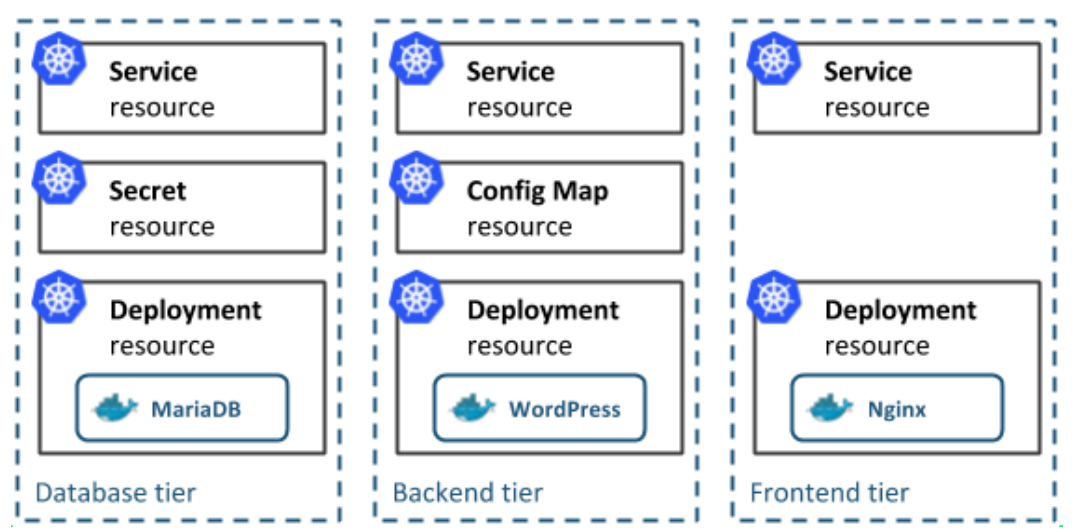 Service
resource
Secret
resource
Deployment
resource
MariaDB
Database tier
Service
resource
Config Map
resource
Deployment
resource
WordPress
Backend tier
Service
resource
Deployment
resource
Nginx
Frontend tier